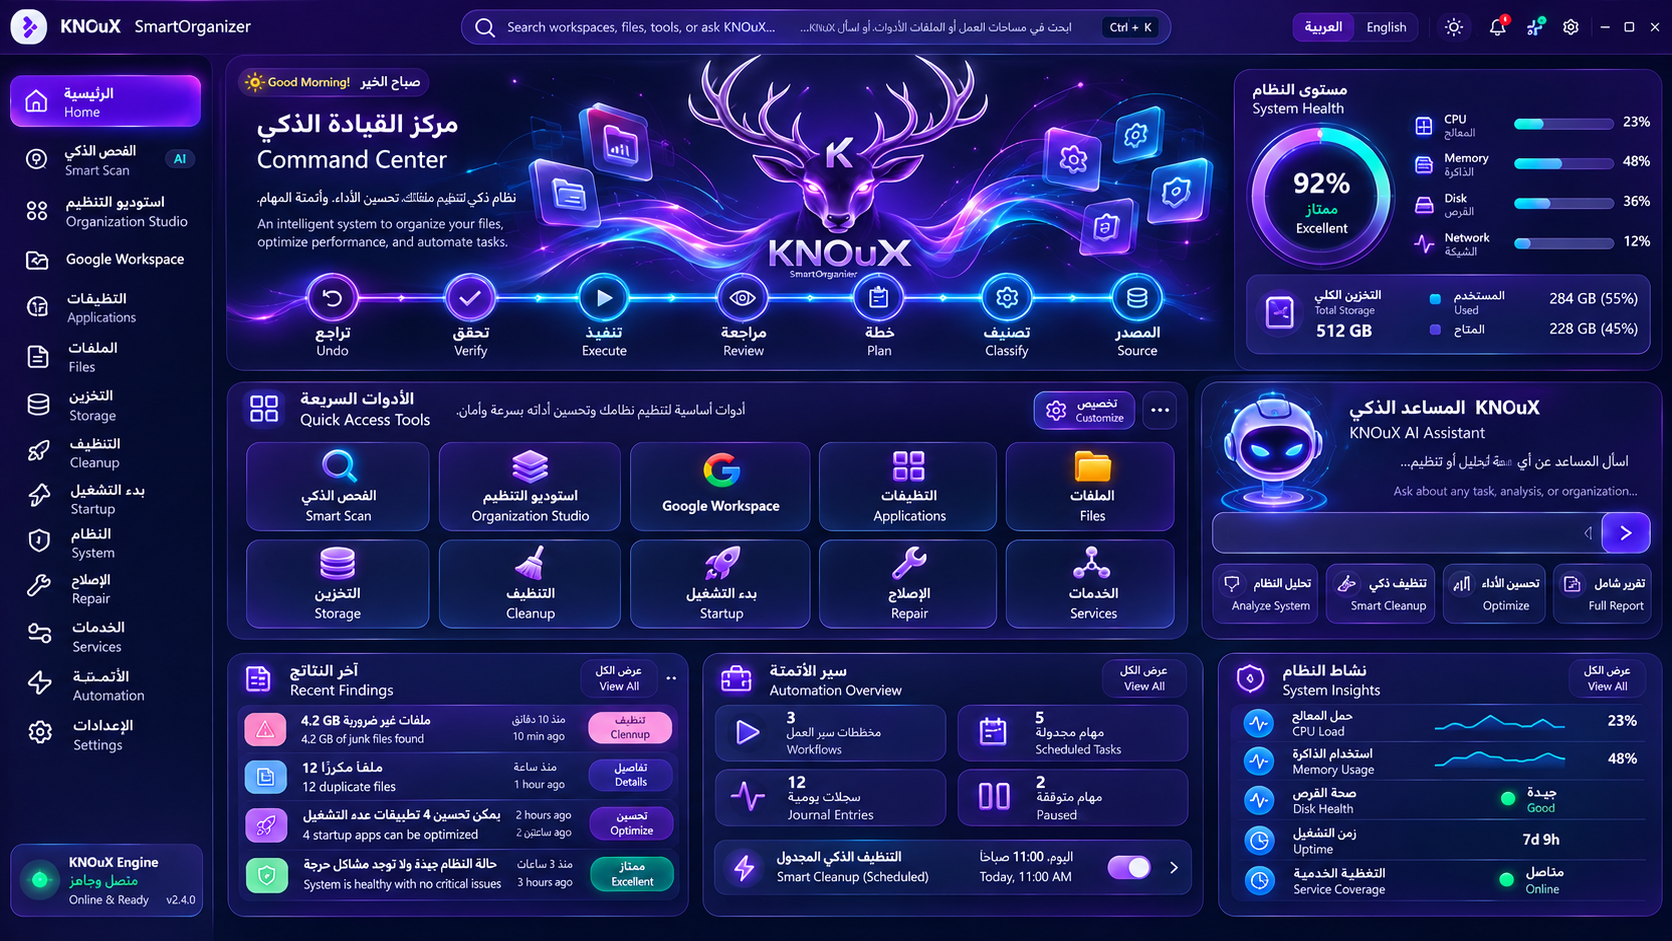 KNOuX SmartOrganizer
Search workspaces, files, tools, or ask KNOuX...
ابحث في مساحات العمل أو الملفات الأدوات أو اسأل KNOuX...
Ctrl + K
العربية
English
الرئيسية
Home
الفحص الذكي
Smart Scan
AI
استوديو التنظيم
Organization Studio
Google Workspace
التظيفات
Applications
الملفات
Files
التخزين
Storage
التنظيف
Cleanup
بدء التشغيل
Startup
النظام
System
الإصلاح
Repair
الخدمات
Services
الأتمتة
Automation
الإعدادات
Settings
KNOuX Engine
متصل وجاهز
Online & Ready v2.4.0
Good Morning! صباح الخير
مركز القيادة الذكي
Command Center
نظام ذكي لتنظيم ملفاتك، تحسين الأداء، وأتمتة المهام.
An intelligent system to organize your files,
optimize performance, and automate tasks.
K
KNOuX
SmartOrganizer
تراجع
Undo
تحقق
Verify
تنفيذ
Execute
مراجعة
Review
خطة
Plan
تصنيف
Classify
المصدر
Source
مستوى النظام
System Health
92%
ممتاز
Excellent
CPU
المعالج
23%
Memory
الذاكرة
48%
Disk
القرص
36%
Network
الشبكة
12%
التخزين الكلي
Total Storage
512 GB
المستخدم
Used
284 GB (55%)
المتاح
228 GB (45%)
الأدوات السريعة
Quick Access Tools
أدوات أساسية لتنظيم نظامك وتحسين أدائه بسرعة وأمان.
تخصيص
Customize
الفحص الذكي
Smart Scan
استوديو التنظيم
Organization Studio
Google Workspace
التظيفات
Applications
الملفات
Files
التخزين
Storage
التنظيف
Cleanup
بدء التشغيل
Startup
الإصلاح
Repair
الخدمات
Services
المساعد الذكي KNOuX
KNOuX AI Assistant
اسأل المساعد عن أي تحليل أو تنظيم...
Ask about any task, analysis, or organization...
تحليل النظام
Analyze System
تنظيف ذكي
Smart Cleanup
تحسين الأداء
Optimize
تقرير شامل
Full Report
آخر النتائج
Recent Findings
عرض الكل
View All
ملفات غير ضرورية 4.2 GB
4.2 GB of junk files found
منذ 10 دقائق
10 min ago
تنظيف
Clennup
12 ملفاً مكررًا
12 duplicate files
منذ ساعة
1 hour ago
تفاصيل
Details
يمكن تحسين 4 تطبيقات عدء التشغيل
4 startup apps can be optimized
2 hours ago
2 ساعتين ago
تحسين
Optimize
حالة النظام جيدة ولا توجد مشاكل حرجة
System is healthy with no critical issues
منذ 3 ساعات
3 hours ago
ممتاز
Excellent
سير الأتمتة
Automation Overview
عرض الكل
View All
3
مخططات سير العمل
Workflows
5
مهام مجدولة
Scheduled Tasks
12
سجلات يومية
Journal Entries
2
مهام متوقفة
Paused
التنظيف الذكي المجدول
Smart Cleanup (Scheduled)
اليوم، 11:00 صباحًا
Today, 11:00 AM
نشاط النظام
System Insights
عرض الكل
View All
حمل المعالج
CPU Load
23%
استخدام الذاكرة
Memory Usage
48%
صحة القرص
Disk Health
جيدة
Good
زمن التشغيل
Uptime
7d 9h
التغطية الخدمية
Service Coverage
متاصل
Online